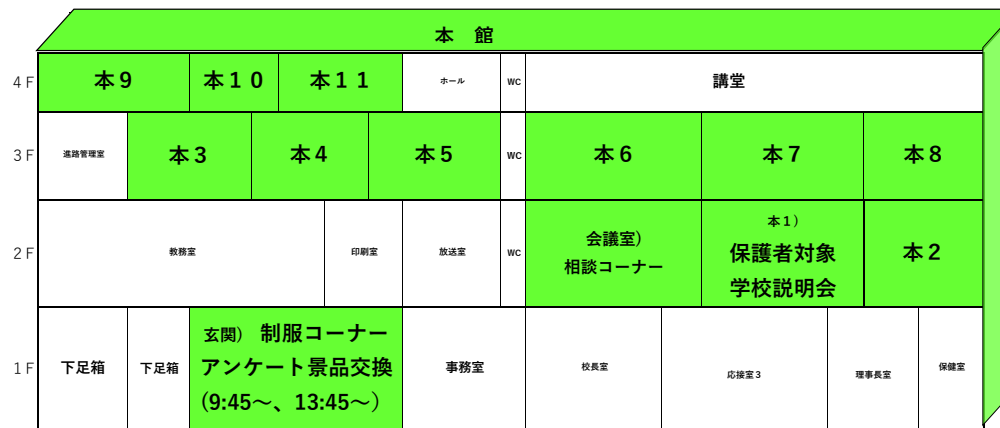 本　館
4F
本9
本10
本11
ホール
WC
講堂
3F
進路管理室
本3
本4
本5
WC
本6
本7
本8
2F
教務室
印刷室
放送室
WC
会議室）
相談コーナー
本1）
保護者対象
学校説明会
本2
1F
下足箱
下足箱
玄関） 制服コーナー
アンケート景品交換
（9:45～、13:45～）
事務室
校長室
応接室3
理事長室
保健室